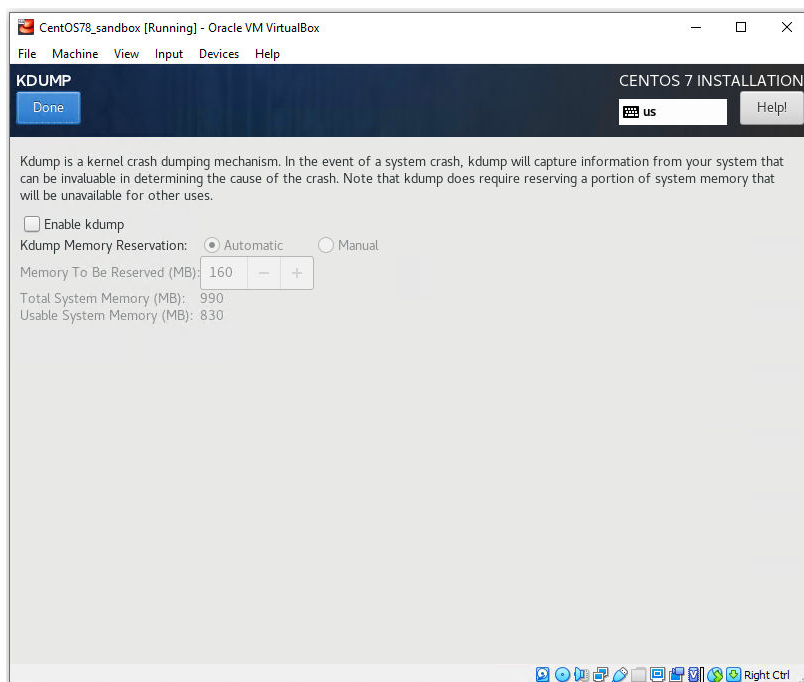 CentOS78_sandbox [Running] - Oracle VM VirtualBox
File Machine View Input Devices Help
KDUMP
CENTOS 7 INSTALLATION
Done
us
Help!
Kdump is a kernel crash dumping mechanism. In the event of a system crash, kdump will capture information from your system that
can be invaluable in determining the cause of the crash. Note that kdump does require reserving a portion of system memory that
will be unavailable for other uses.
Enable kdump
Kdump Memory Reservation: Automatic Manual
Memory To Be Reserved (MB): 160 − +
Total System Memory (MB): 990
Usable System Memory (MB): 830
Right Ctrl